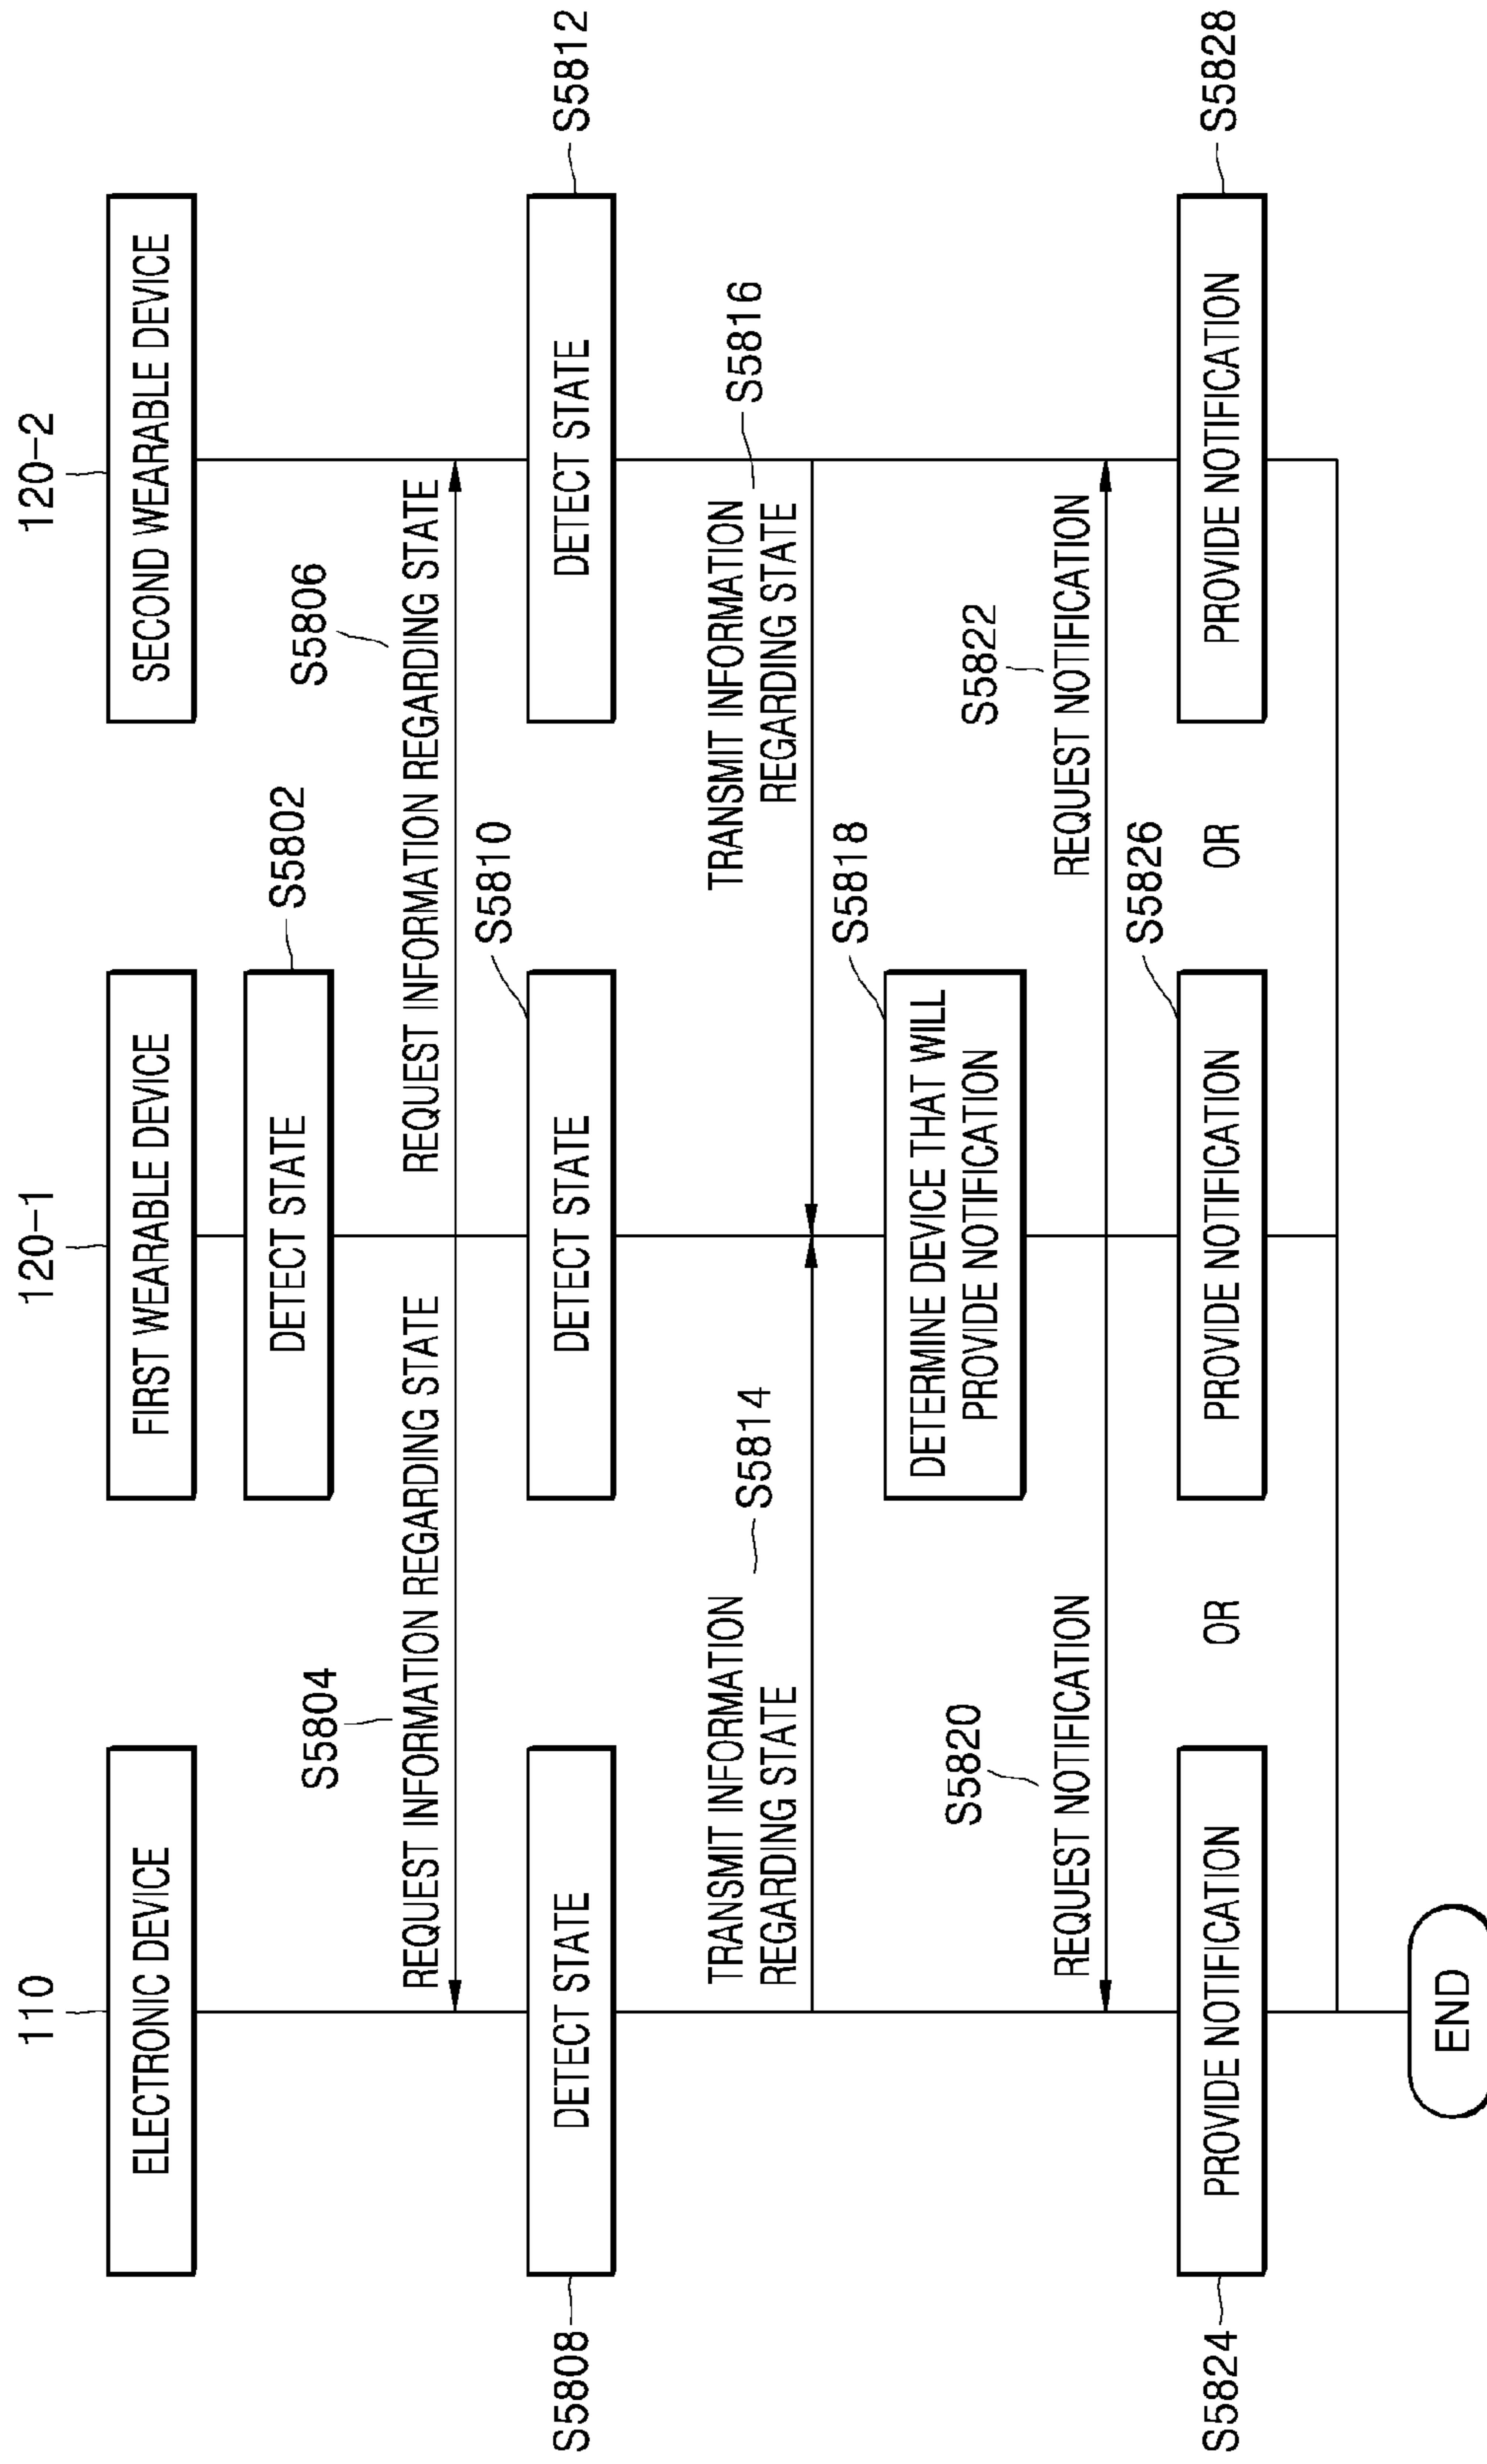 110
120-1
120-2
ELECTRONIC DEVICE
FIRST WEARABLE DEVICE
SECOND WEARABLE DEVICE
DETECT STATE
S5802
S5804
S5806
REQUEST INFORMATION REGARDING STATE
REQUEST INFORMATION REGARDING STATE
S5810
S5808
DETECT STATE
DETECT STATE
DETECT STATE
S5812
TRANSMIT INFORMATION
REGARDING STATE
S5814
TRANSMIT INFORMATION
REGARDING STATE
S5816
S5818
DETERMINE DEVICE THAT WILL
PROVIDE NOTIFICATION
S5820
S5822
REQUEST NOTIFICATION
REQUEST NOTIFICATION
S5826
S5824
PROVIDE NOTIFICATION
OR
PROVIDE NOTIFICATION
OR
PROVIDE NOTIFICATION
S5828
END